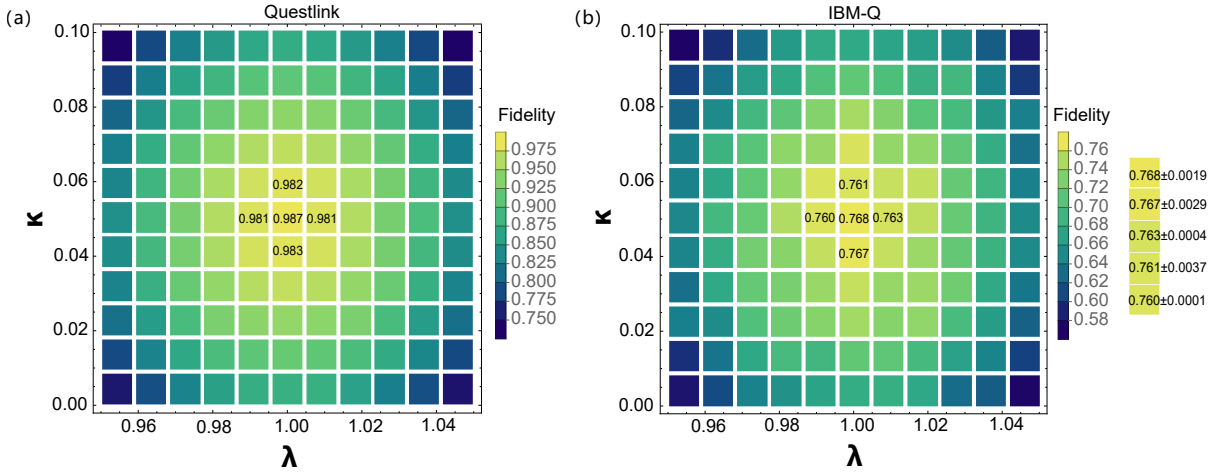 (a)
Questlink
0.10
0.08
0.06
0.04
0.02
0.00
κ
0.982
0.981 0.987 0.981
0.983
0.96 0.98 1.00 1.02 1.04
λ
Fidelity
0.975
0.950
0.925
0.900
0.875
0.850
0.825
0.800
0.775
0.750
(b)
IBM-Q
0.10
0.08
0.06
0.04
0.02
0.00
κ
0.761
0.760 0.768 0.763
0.767
0.96 0.98 1.00 1.02 1.04
λ
Fidelity
0.76
0.74
0.72
0.70
0.68
0.66
0.64
0.62
0.60
0.58
0.768±0.0019
0.767±0.0029
0.763±0.0004
0.761±0.0037
0.760±0.0001